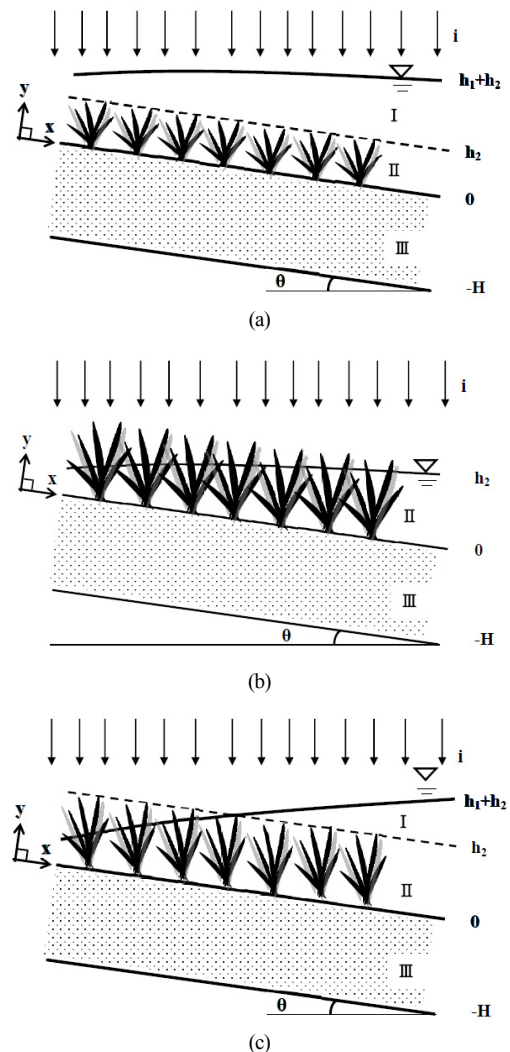 i
h₁+h₂
I
y
x
h₂
II
0
III
θ
-H
(a)
i
y
x
h₂
II
0
III
θ
-H
(b)
i
h₁+h₂
y
I
x
h₂
II
0
III
θ
-H
(c)